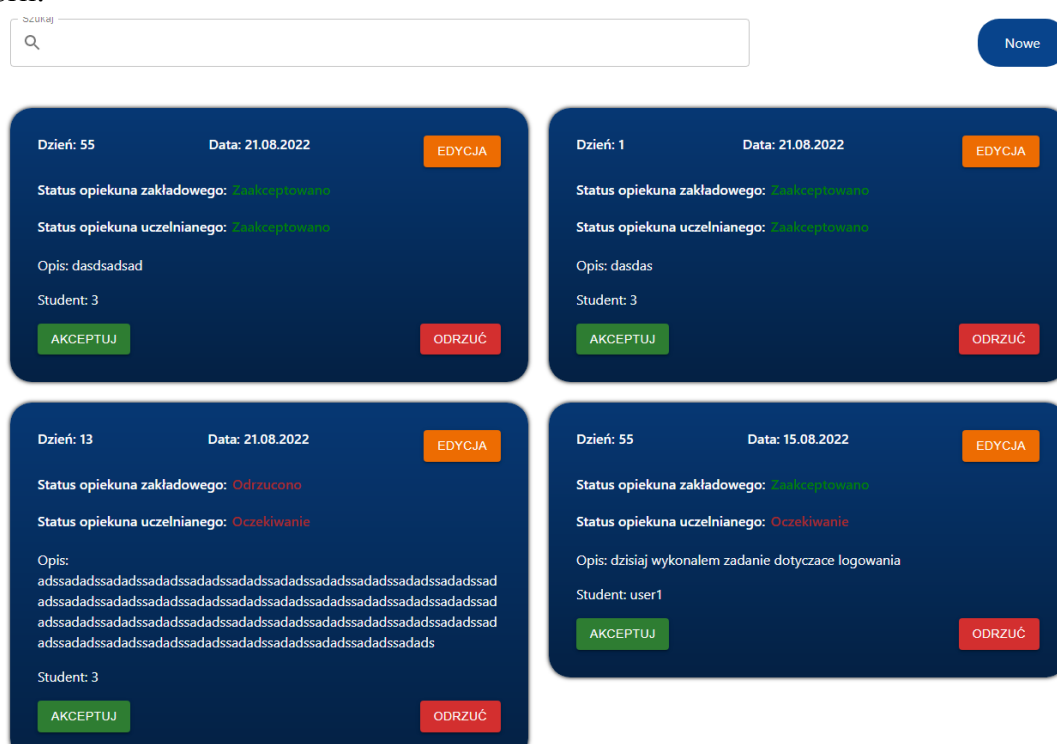 Szukaj
Nowe
Dzień: 55 Data: 21.08.2022 EDYCJA
Status opiekuna zakładowego: Zaakceptowano
Status opiekuna uczelnianego: Zaakceptowano
Opis: dasdsadsad
Student: 3
AKCEPTUJ ODRZUĆ
Dzień: 1 Data: 21.08.2022 EDYCJA
Status opiekuna zakładowego: Zaakceptowano
Status opiekuna uczelnianego: Zaakceptowano
Opis: dasdas
Student: 3
AKCEPTUJ ODRZUĆ
Dzień: 13 Data: 21.08.2022 EDYCJA
Status opiekuna zakładowego: Odrzucono
Status opiekuna uczelnianego: Oczekiwanie
Opis:
adssadadssadadssadadssadadssadadssadadssadadssadadssadadssadadssad
adssadadssadadssadadssadadssadadssadadssadadssadadssadadssadadssad
adssadadssadadssadadssadadssadadssadadssadadssadadssadadssadadssad
adssadadssadadssadadssadadssadadssadadssadadssadadssadads
Student: 3
AKCEPTUJ ODRZUĆ
Dzień: 55 Data: 15.08.2022 EDYCJA
Status opiekuna zakładowego: Zaakceptowano
Status opiekuna uczelnianego: Oczekiwanie
Opis: dzisiaj wykonalem zadanie dotyczace logowania
Student: user1
AKCEPTUJ ODRZUĆ